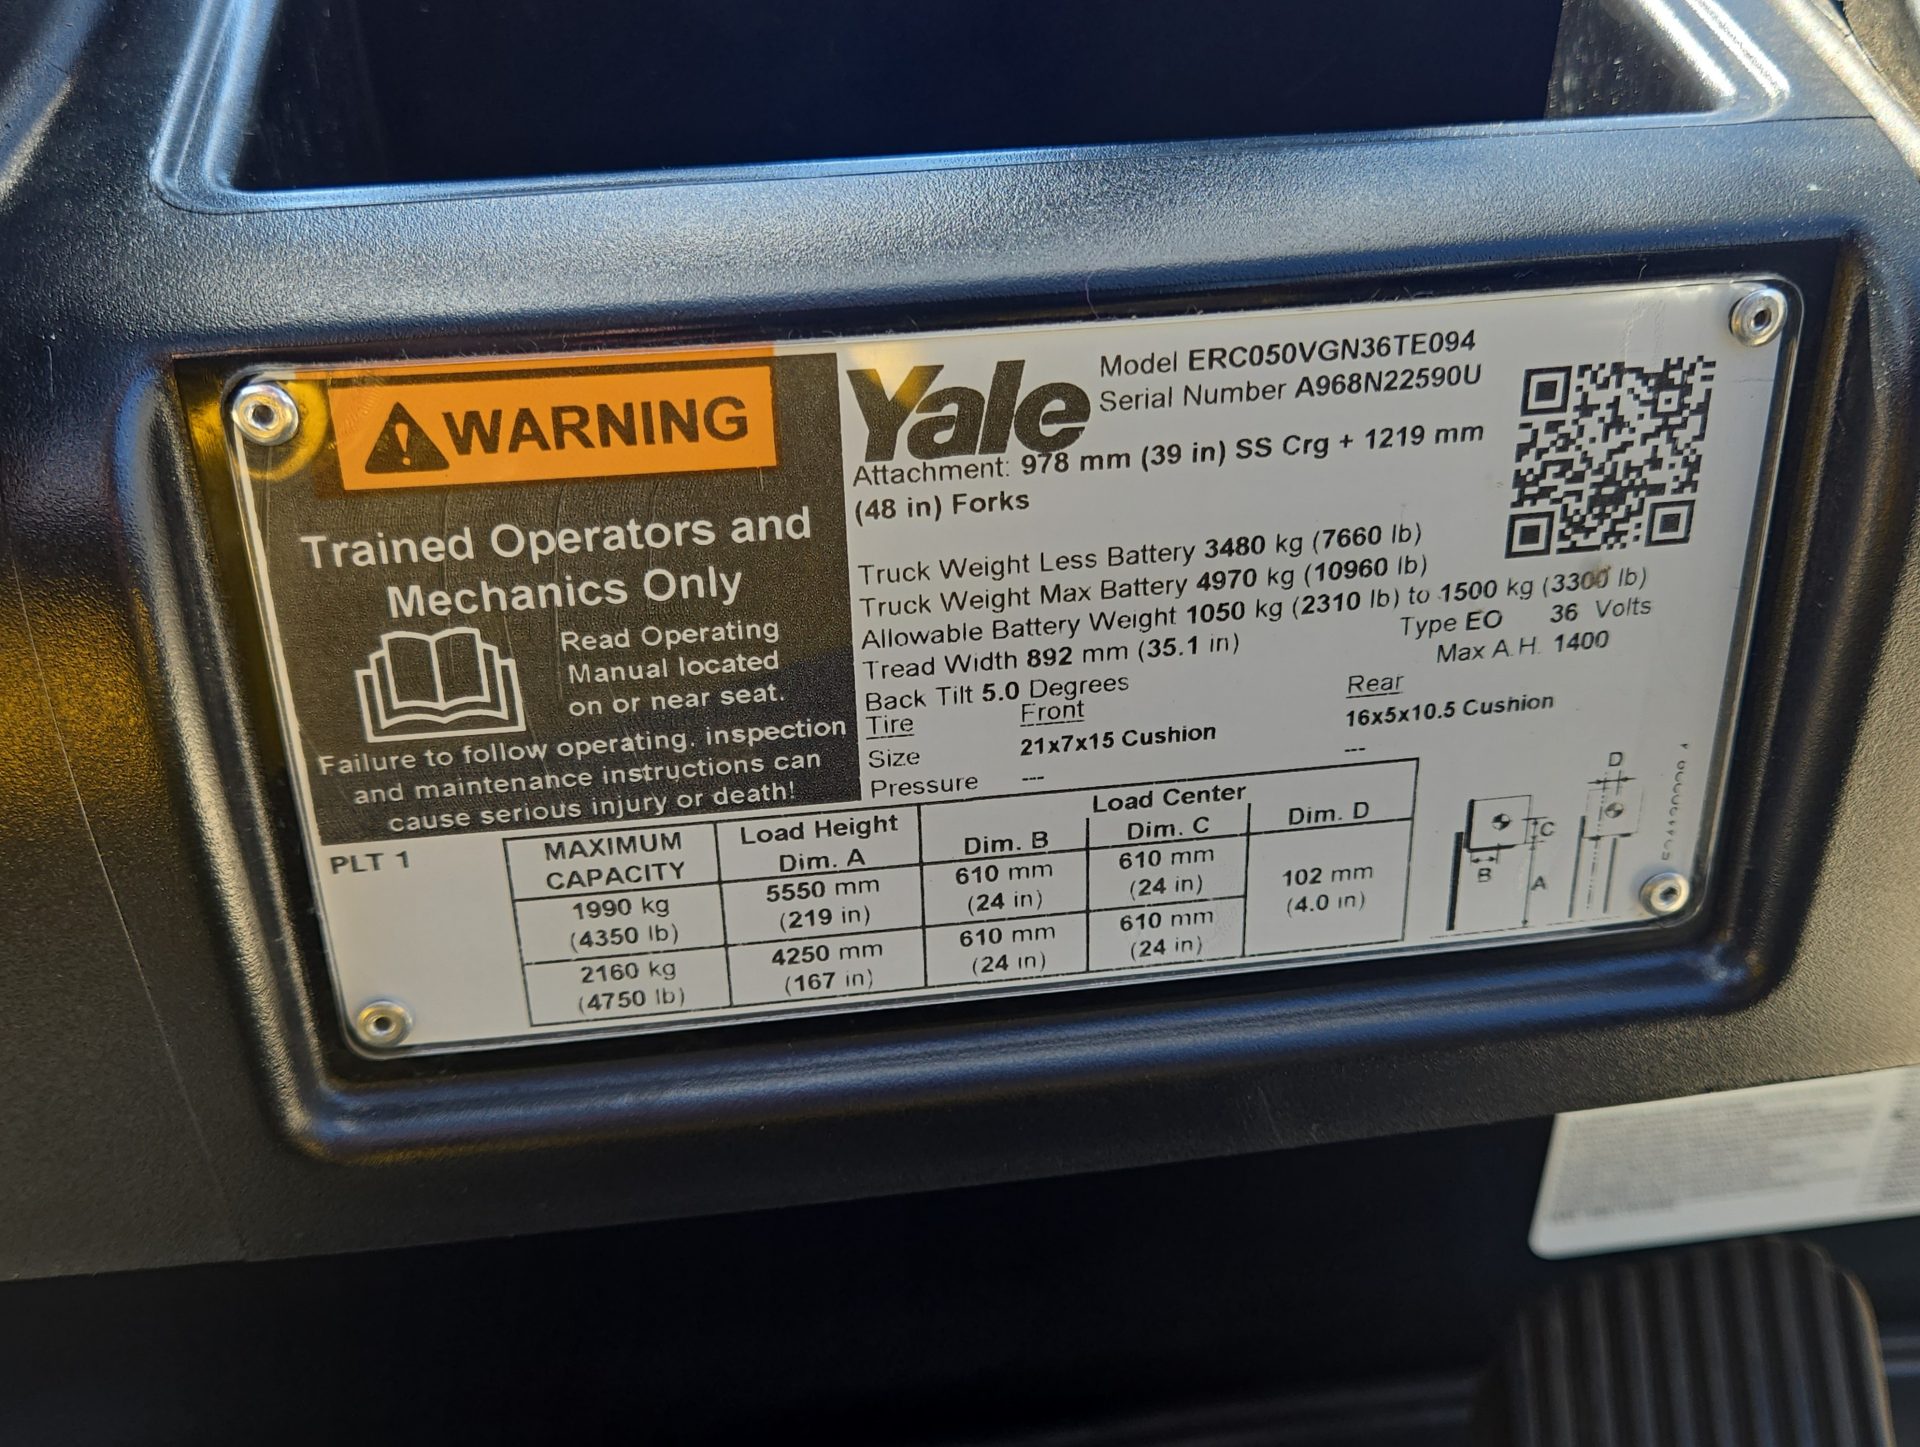 WARNING
Trained Operators and
Mechanics Only
Read Operating
Manual located
on or near seat.
Failure to follow operating, inspection
and maintenance instructions can
cause serious injury or death!
PLT 1
Yale
Model ERC050VGN36TE094
Serial Number A968N22590U
Attachment: 978 mm (39 in) SS Crg + 1219 mm
(48 in) Forks
Truck Weight Less Battery 3480 kg (7660 lb)
Truck Weight Max Battery 4970 kg (10960 lb)
Allowable Battery Weight 1050 kg (2310 lb) to 1500 kg (3300 lb)
Tread Width 892 mm (35.1 in) Type EO 36 Volts
Back Tilt 5.0 Degrees Max A.H. 1400
Tire Front Rear
Size 21x7x15 Cushion 16x5x10.5 Cushion
Pressure --- ---
MAXIMUM CAPACITY Load Height Dim. A Load Center
Dim. B Dim. C Dim. D
1990 kg 5550 mm 610 mm 610 mm 102 mm
(4350 lb) (219 in) (24 in) (24 in) (4.0 in)
2160 kg 4250 mm 610 mm 610 mm
(4750 lb) (167 in) (24 in) (24 in)
D
C
B
A